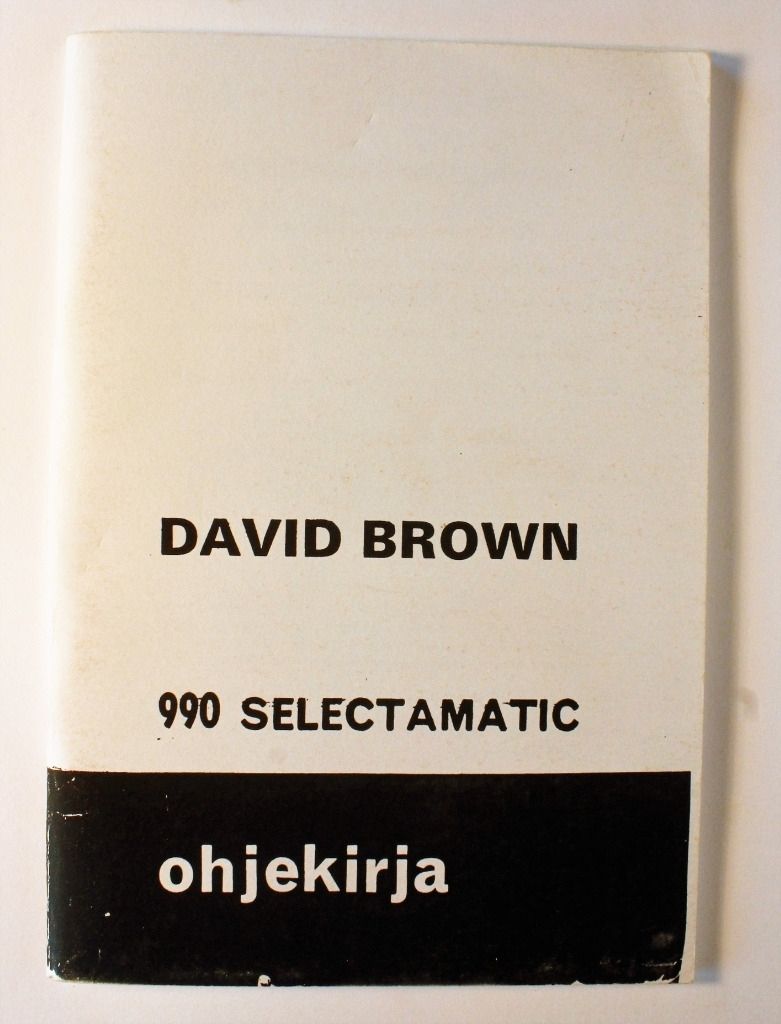 DAVID BROWN
990 SELECTAMATIC
ohjekirja